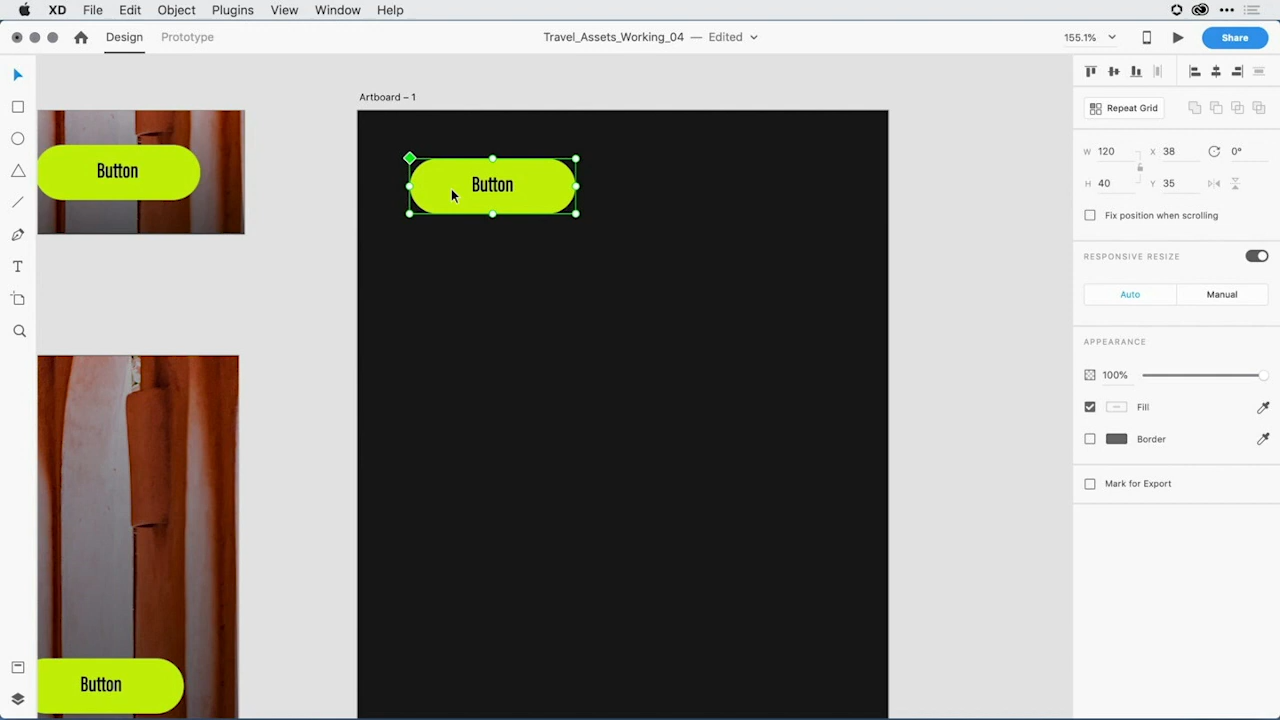 XD File Edit Object Plugins View Window Help
Design Prototype Travel_Assets_Working_04 — Edited 155.1% Share
Artboard – 1
Repeat Grid
Button
Button
W 120 X 38 0°
H 40 Y 35
Fix position when scrolling
RESPONSIVE RESIZE
Auto Manual
APPEARANCE
100%
Fill
Border
Mark for Export
Button
T